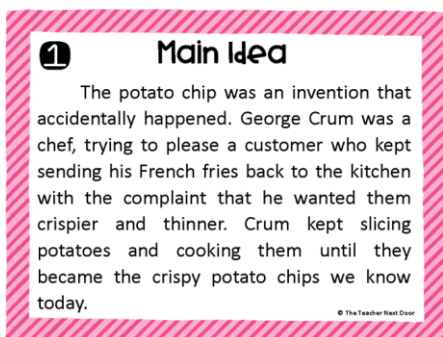 1
Main Idea
The potato chip was an invention that
accidentally happened. George Crum was a
chef, trying to please a customer who kept
sending his French fries back to the kitchen
with the complaint that he wanted them
crispier and thinner. Crum kept slicing
potatoes and cooking them until they
became the crispy potato chips we know
today.
© The Teacher Next Door